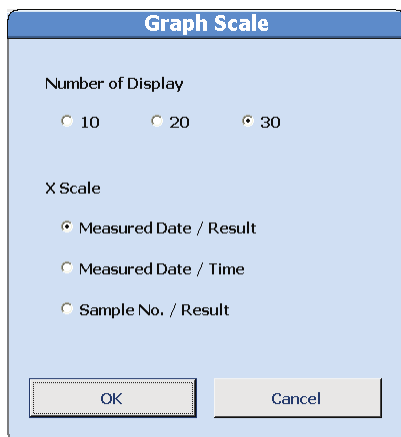 Graph Scale
Number of Display
10 20 30
X Scale
Measured Date / Result
Measured Date / Time
Sample No. / Result
OK Cancel